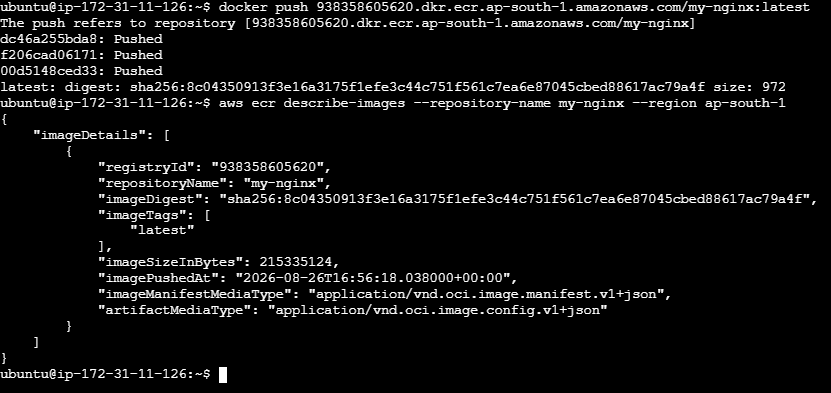 ubuntu@ip-172-31-11-126:~$ docker push 938358605620.dkr.ecr.ap-south-1.amazonaws.com/my-nginx:latest
The push refers to repository [938358605620.dkr.ecr.ap-south-1.amazonaws.com/my-nginx]
dc46a255bda8: Pushed
f206cad06171: Pushed
00d5148ced33: Pushed
latest: digest: sha256:8c04350913f3e16a3175f1efe3c44c751f561c7ea6e87045cbed88617ac79a4f size: 972
ubuntu@ip-172-31-11-126:~$ aws ecr describe-images --repository-name my-nginx --region ap-south-1
{
    "imageDetails": [
        {
            "registryId": "938358605620",
            "repositoryName": "my-nginx",
            "imageDigest": "sha256:8c04350913f3e16a3175f1efe3c44c751f561c7ea6e87045cbed88617ac79a4f",
            "imageTags": [
                "latest"
            ],
            "imageSizeInBytes": 215335124,
            "imagePushedAt": "2026-08-26T16:56:18.038000+00:00",
            "imageManifestMediaType": "application/vnd.oci.image.manifest.v1+json",
            "artifactMediaType": "application/vnd.oci.image.config.v1+json"
        }
    ]
}
ubuntu@ip-172-31-11-126:~$